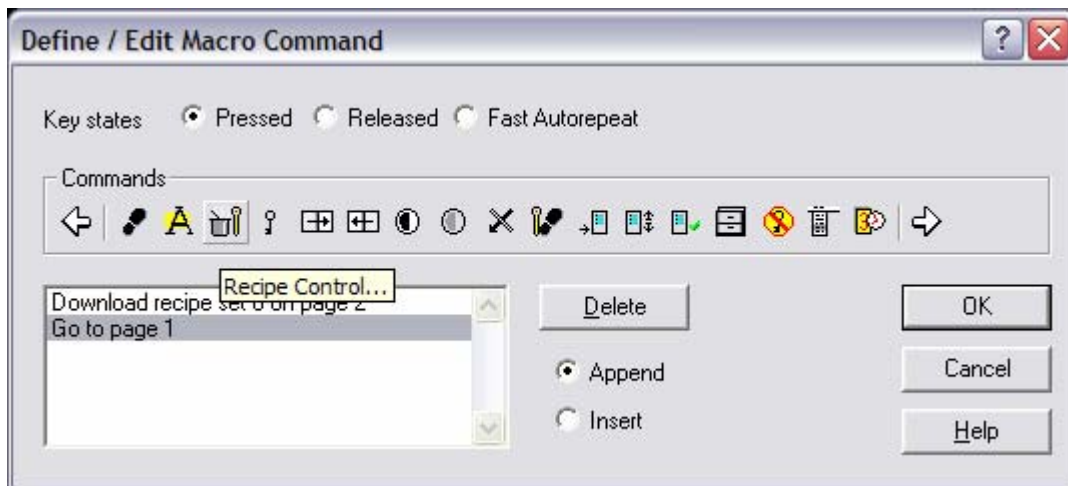 Define / Edit Macro Command
Key states Pressed Released Fast Autorepeat
Commands
Recipe Control...
Download recipe set 0 on page 2
Go to page 1
Delete
Append
Insert
OK
Cancel
Help